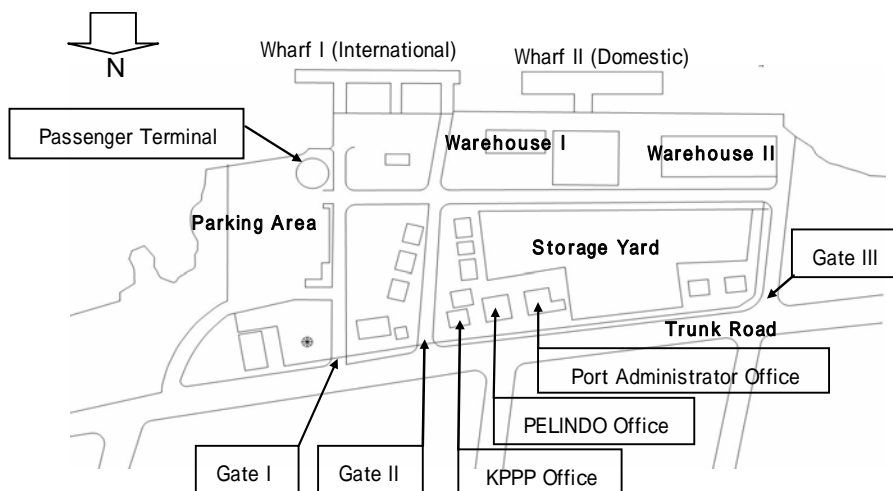 Wharf I (International)
Wharf II (Domestic)
N
Passenger Terminal
Warehouse I
Warehouse II
Parking Area
Storage Yard
Gate III
Trunk Road
Port Administrator Office
PELINDO Office
Gate I
Gate II
KPPP Office